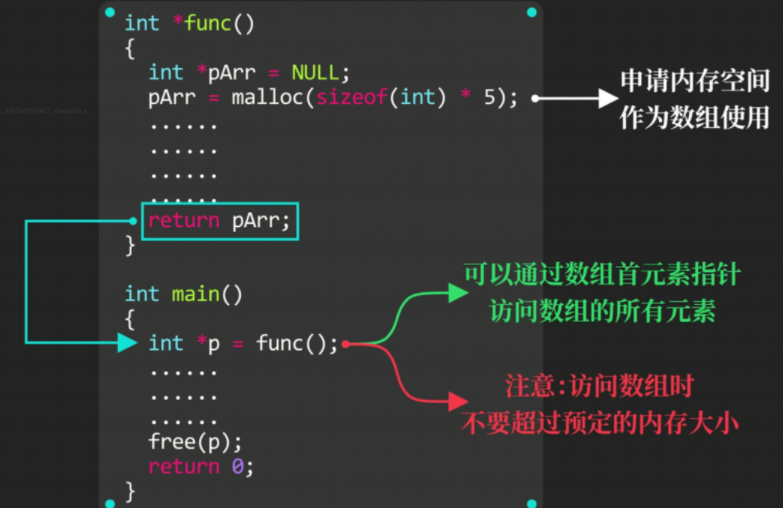 int *func()
{
int *pArr = NULL;
pArr = malloc(sizeof(int) * 5);
申请内存空间
作为数组使用
......
......
......
......
return pArr;
}
int main()
{
int *p = func();
可以通过数组首元素指针
访问数组的所有元素
注意:访问数组时
不要超过预定的内存大小
......
......
......
free(p);
return 0;
}